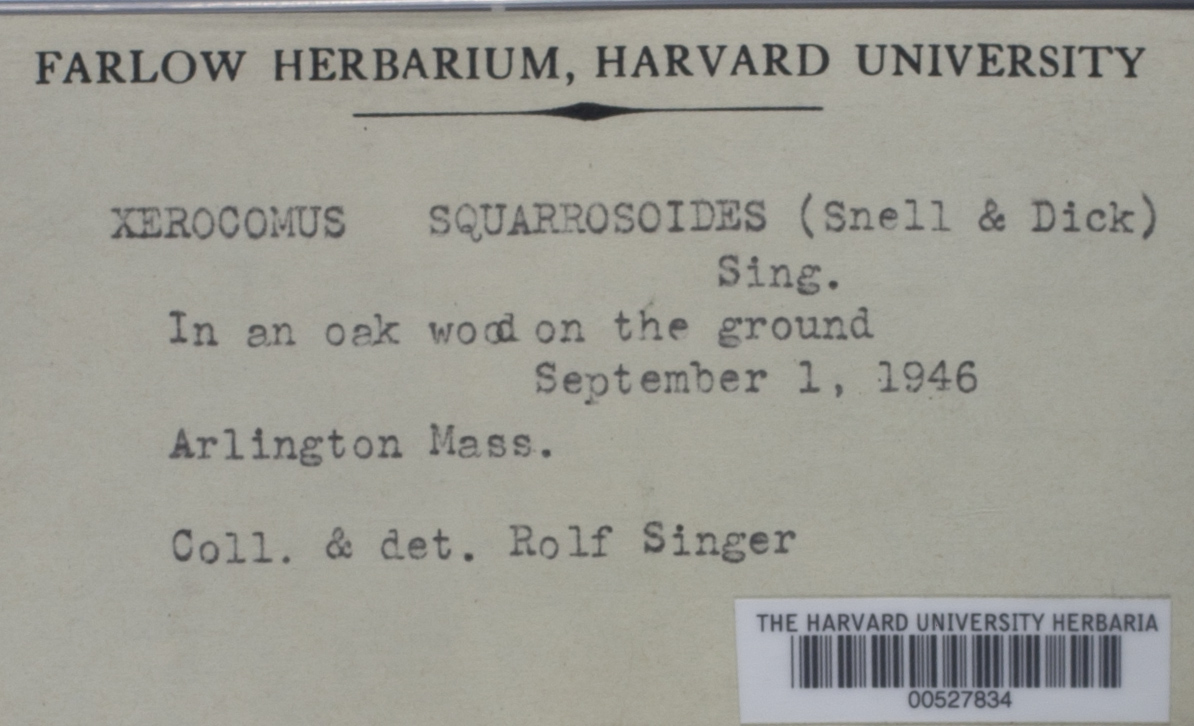 FARLOW HERBARIUM, HARVARD UNIVERSITY
XEROCOMUS SQUARROSOIDES (Snell & Dick)
Sing.
In an oak wood on the ground
September 1, 1946
Arlington Mass.
Coll. & det. Rolf Singer
THE HARVARD UNIVERSITY HERBARIA
00527834